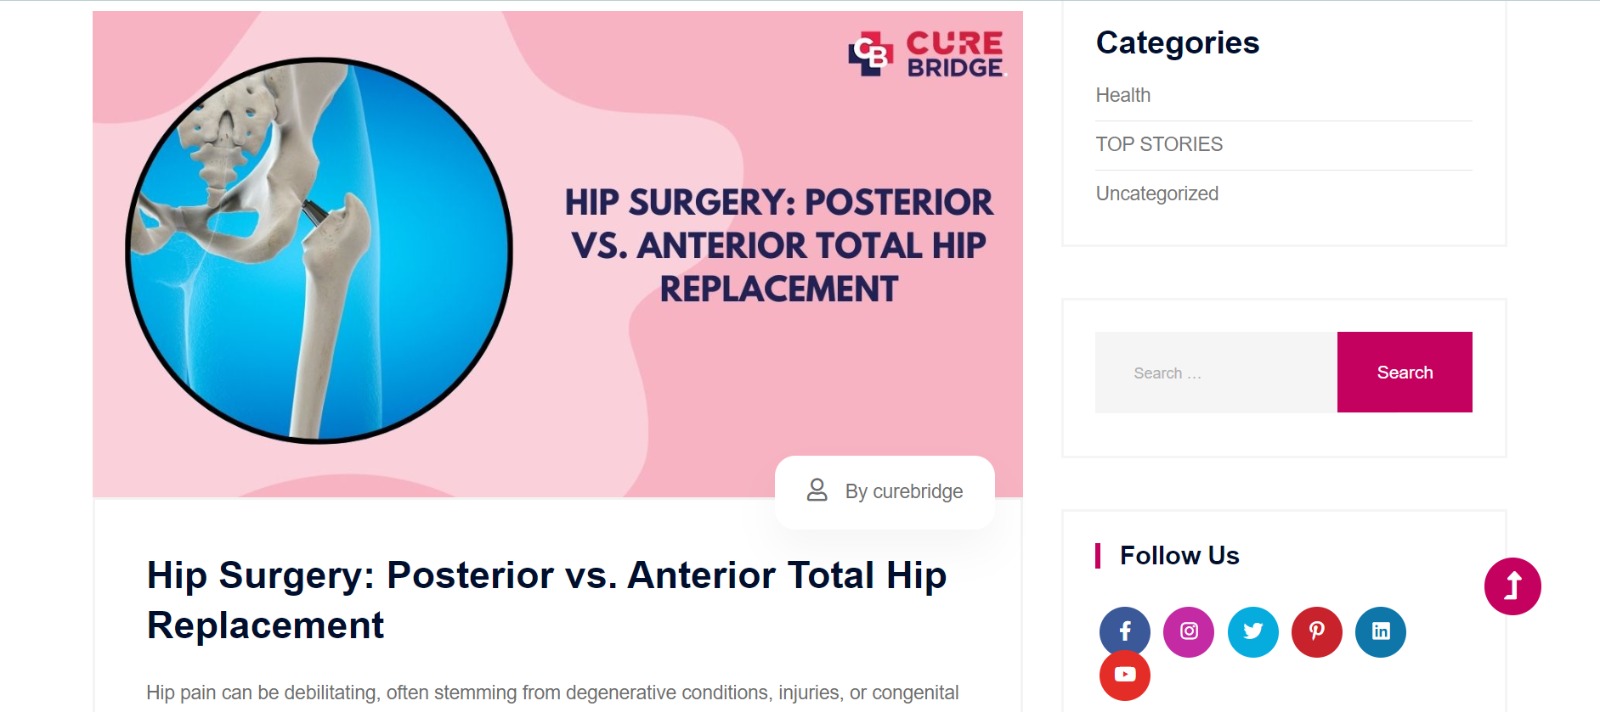 CB CURE
BRIDGE
HIP SURGERY: POSTERIOR
VS. ANTERIOR TOTAL HIP
REPLACEMENT
By curebridge
Hip Surgery: Posterior vs. Anterior Total Hip
Replacement
Hip pain can be debilitating, often stemming from degenerative conditions, injuries, or congenital
Categories
Health
TOP STORIES
Uncategorized
Search ...
Search
Follow Us